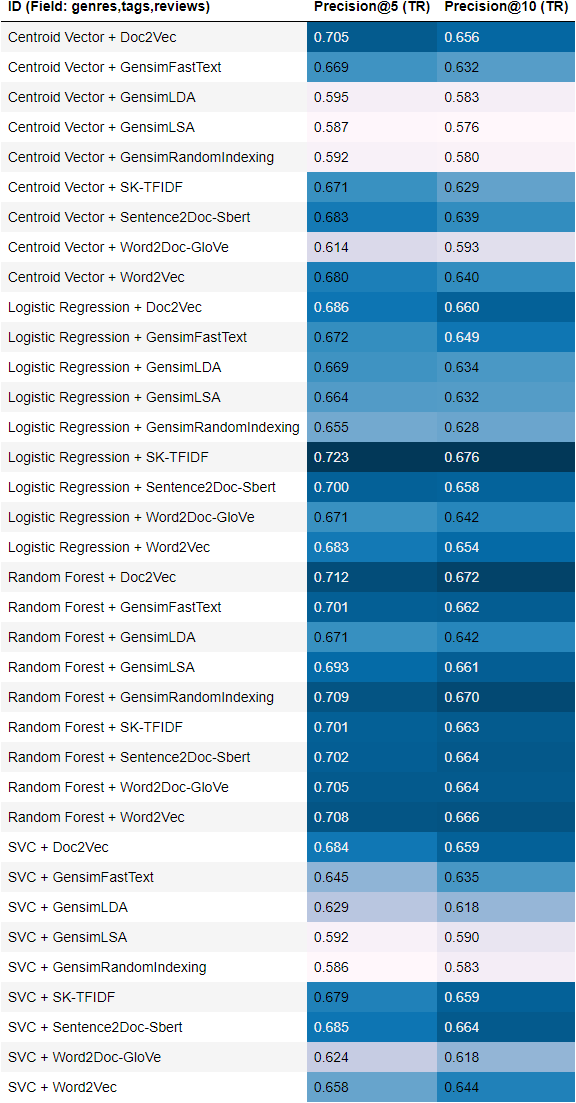 ID (Field: genres,tags,reviews) Precision@5 (TR) Precision@10 (TR)
Centroid Vector + Doc2Vec 0.705 0.656
Centroid Vector + GensimFastText 0.669 0.632
Centroid Vector + GensimLDA 0.595 0.583
Centroid Vector + GensimLSA 0.587 0.576
Centroid Vector + GensimRandomIndexing 0.592 0.580
Centroid Vector + SK-TFIDF 0.671 0.629
Centroid Vector + Sentence2Doc-Sbert 0.683 0.639
Centroid Vector + Word2Doc-GloVe 0.614 0.593
Centroid Vector + Word2Vec 0.680 0.640
Logistic Regression + Doc2Vec 0.686 0.660
Logistic Regression + GensimFastText 0.672 0.649
Logistic Regression + GensimLDA 0.669 0.634
Logistic Regression + GensimLSA 0.664 0.632
Logistic Regression + GensimRandomIndexing 0.655 0.628
Logistic Regression + SK-TFIDF 0.723 0.676
Logistic Regression + Sentence2Doc-Sbert 0.700 0.658
Logistic Regression + Word2Doc-GloVe 0.671 0.642
Logistic Regression + Word2Vec 0.683 0.654
Random Forest + Doc2Vec 0.712 0.672
Random Forest + GensimFastText 0.701 0.662
Random Forest + GensimLDA 0.671 0.642
Random Forest + GensimLSA 0.693 0.661
Random Forest + GensimRandomIndexing 0.709 0.670
Random Forest + SK-TFIDF 0.701 0.663
Random Forest + Sentence2Doc-Sbert 0.702 0.664
Random Forest + Word2Doc-GloVe 0.705 0.664
Random Forest + Word2Vec 0.708 0.666
SVC + Doc2Vec 0.684 0.659
SVC + GensimFastText 0.645 0.635
SVC + GensimLDA 0.629 0.618
SVC + GensimLSA 0.592 0.590
SVC + GensimRandomIndexing 0.586 0.583
SVC + SK-TFIDF 0.679 0.659
SVC + Sentence2Doc-Sbert 0.685 0.664
SVC + Word2Doc-GloVe 0.624 0.618
SVC + Word2Vec 0.658 0.644